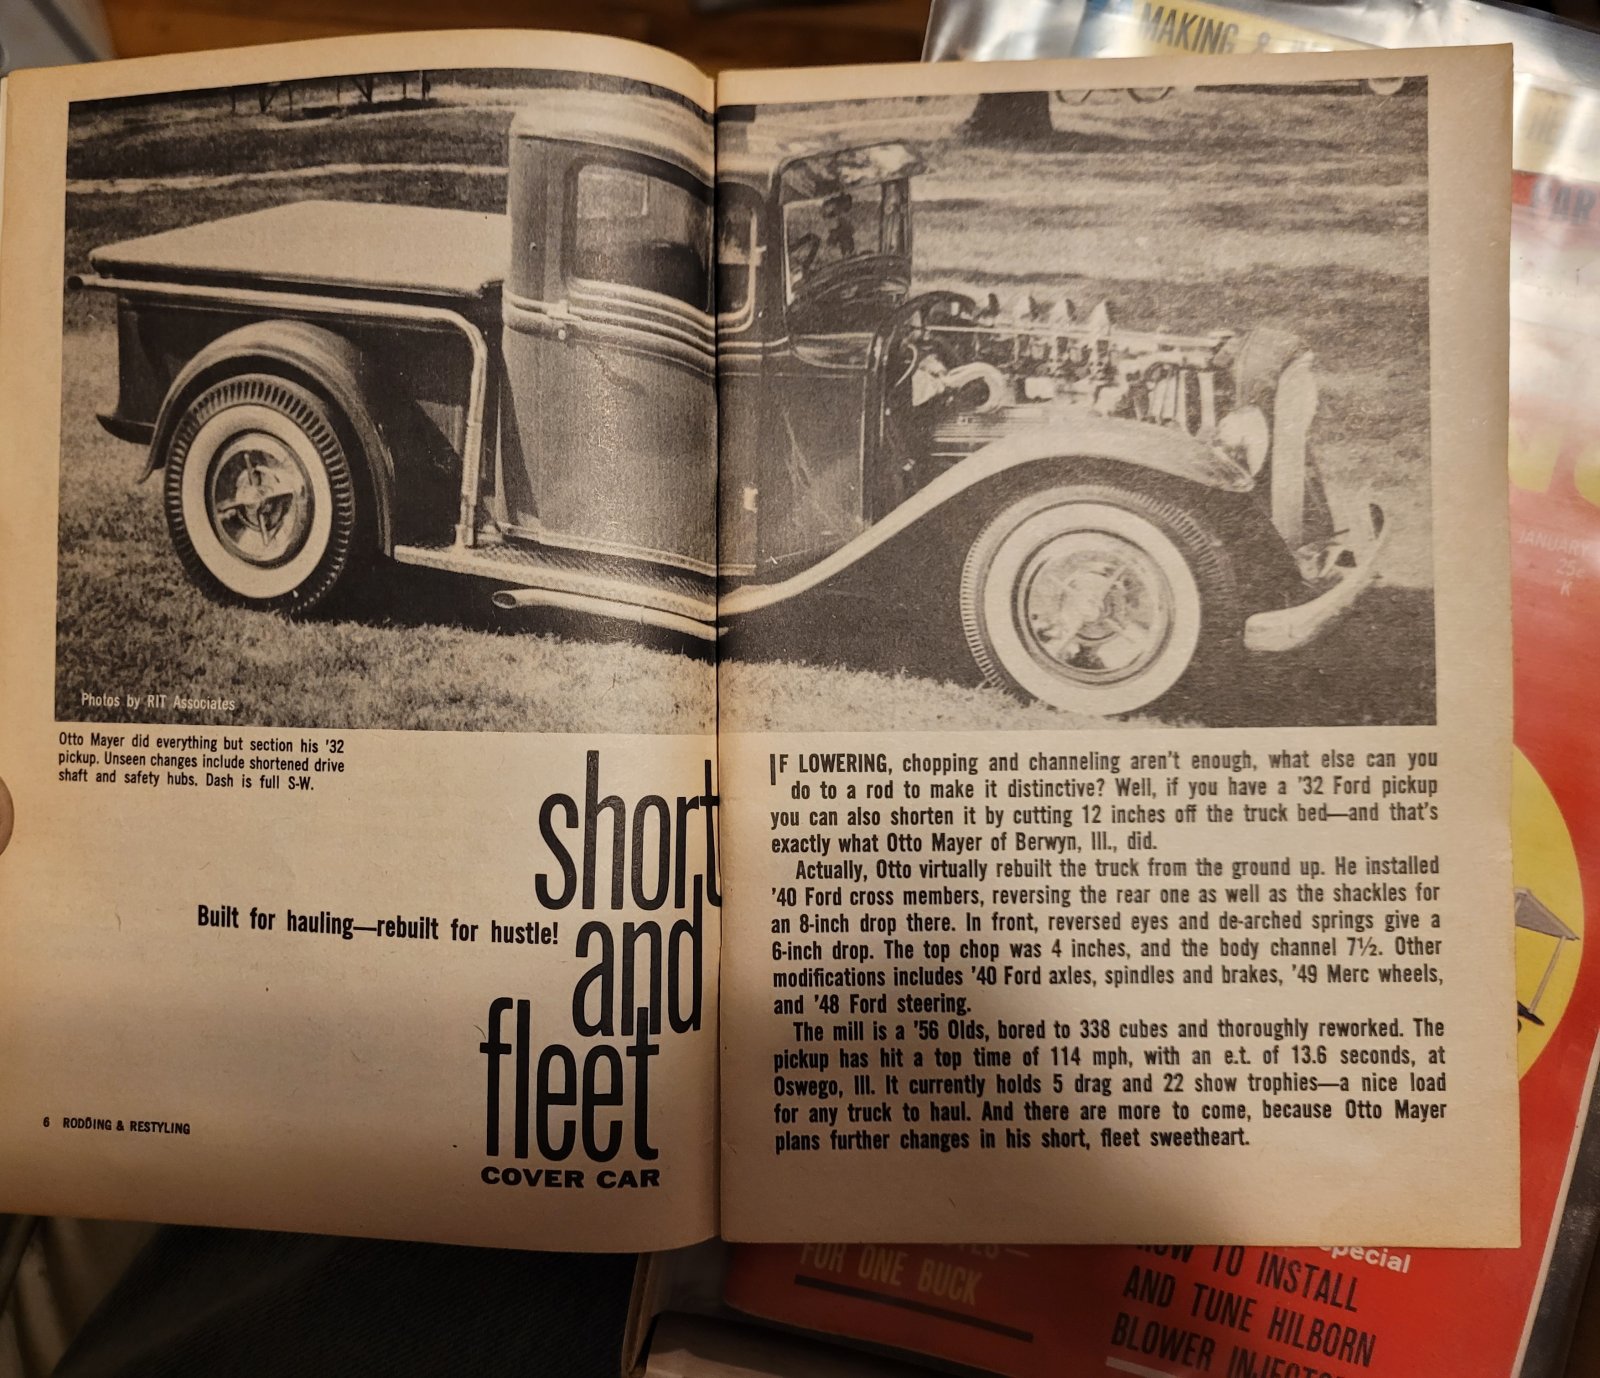 Photos by RIT Associates
Otto Mayer did everything but section his '32
pickup. Unseen changes include shortened drive
shaft and safety hubs. Dash is full S-W.
short
and
fleet
Built for hauling—rebuilt for hustle!
COVER CAR
6 RODDING & RESTYLING
IF LOWERING, chopping and channeling aren't enough, what else can you
do to a rod to make it distinctive? Well, if you have a '32 Ford pickup
you can also shorten it by cutting 12 inches off the truck bed—and that's
exactly what Otto Mayer of Berwyn, Ill., did.
Actually, Otto virtually rebuilt the truck from the ground up. He installed
'40 Ford cross members, reversing the rear one as well as the shackles for
an 8-inch drop there. In front, reversed eyes and de-arched springs give a
6-inch drop. The top chop was 4 inches, and the body channel 7½. Other
modifications includes '40 Ford axles, spindles and brakes, '49 Merc wheels,
and '48 Ford steering.
The mill is a '56 Olds, bored to 338 cubes and thoroughly reworked. The
pickup has hit a top time of 114 mph, with an e.t. of 13.6 seconds, at
Oswego, Ill. It currently holds 5 drag and 22 show trophies—a nice load
for any truck to haul. And there are more to come, because Otto Mayer
plans further changes in his short, fleet sweetheart.
MAKING &
JANUARY
25c
K
FOR ONE BUCK
special
HOW TO INSTALL
AND TUNE HILBORN
BLOWER